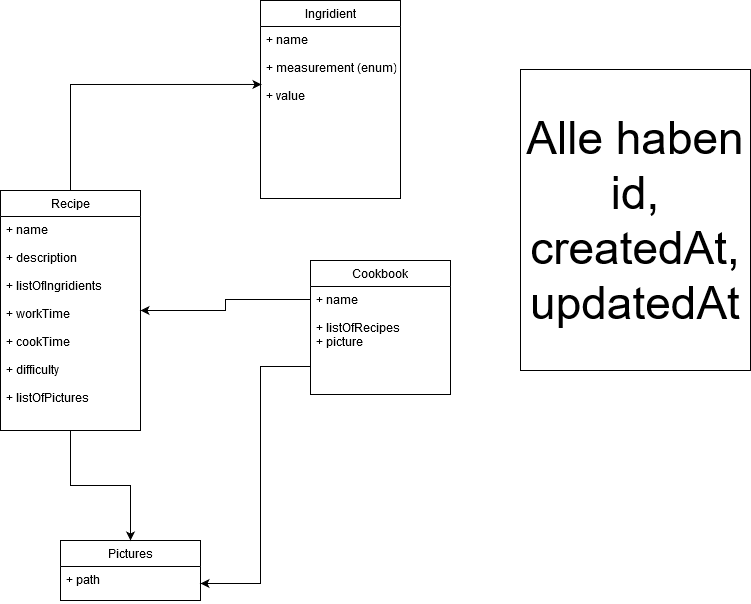 Ingridient
+ name
+ measurement (enum)
+ value
Alle haben
id,
createdAt,
updatedAt
Recipe
+ name
+ description
+ listOfIngridients
+ workTime
+ cookTime
+ difficulty
+ listOfPictures
Cookbook
+ name
+ listOfRecipes
+ picture
Pictures
+ path